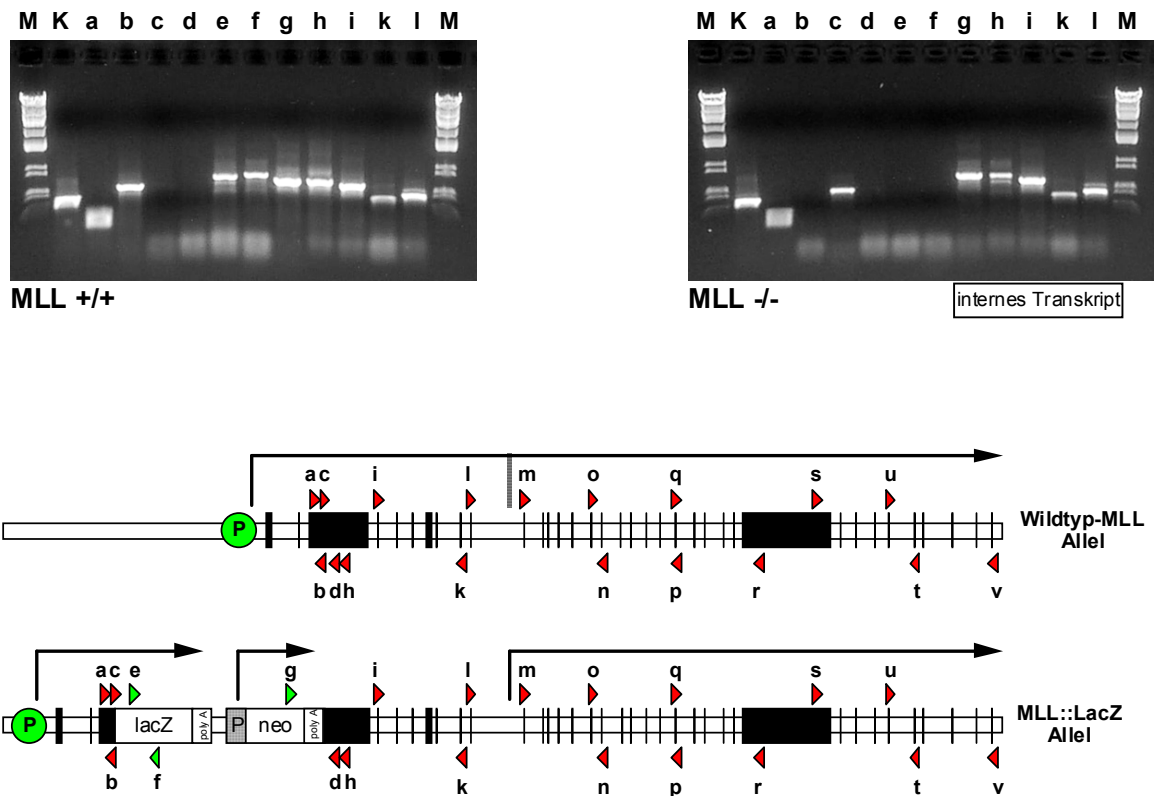 M K a b c d e f g h i k l M
M K a b c d e f g h i k l M
MLL +/+
MLL -/-
internes Transkript
a c i l m o q s u
P
Wildtyp-MLL
Allel
b d h k n p r t v
a c e g i l m o q s u
P lacZ poly A P neo poly A
MLL::LacZ
Allel
b f d h k n p r t v